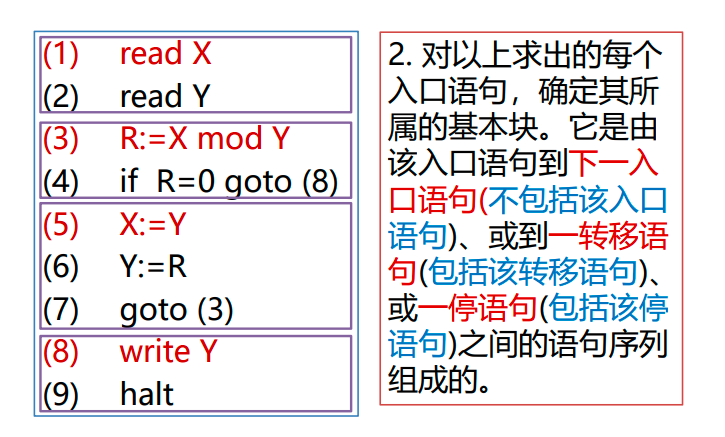 (1) read X
(2) read Y
(3) R:=X mod Y
(4) if R=0 goto (8)
(5) X:=Y
(6) Y:=R
(7) goto (3)
(8) write Y
(9) halt
2. 对以上求出的每个
入口语句，确定其所
属的基本块。它是由
该入口语句到下一入
口语句(不包括该入口
语句)、或到一转移语
句(包括该转移语句)、
或一停语句(包括该停
语句)之间的语句序列
组成的。